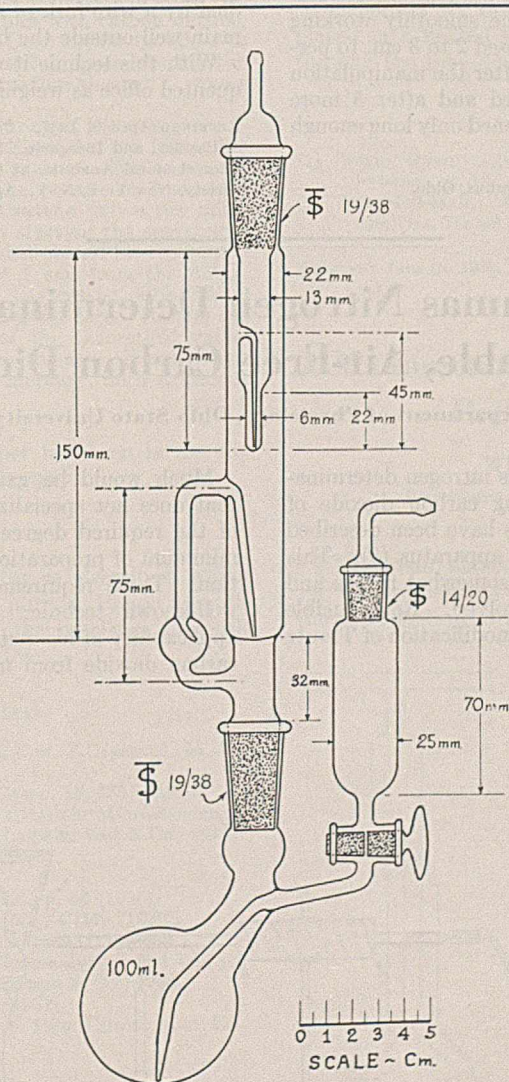 $ 19/38
22mm.
13mm.
75mm.
45mm.
6mm.
22mm.
150mm.
75mm.
$ 14/20
32mm.
70mm.
25mm.
$ 19/38
100ml.
0 1 2 3 4 5
SCALE ~ Cm.